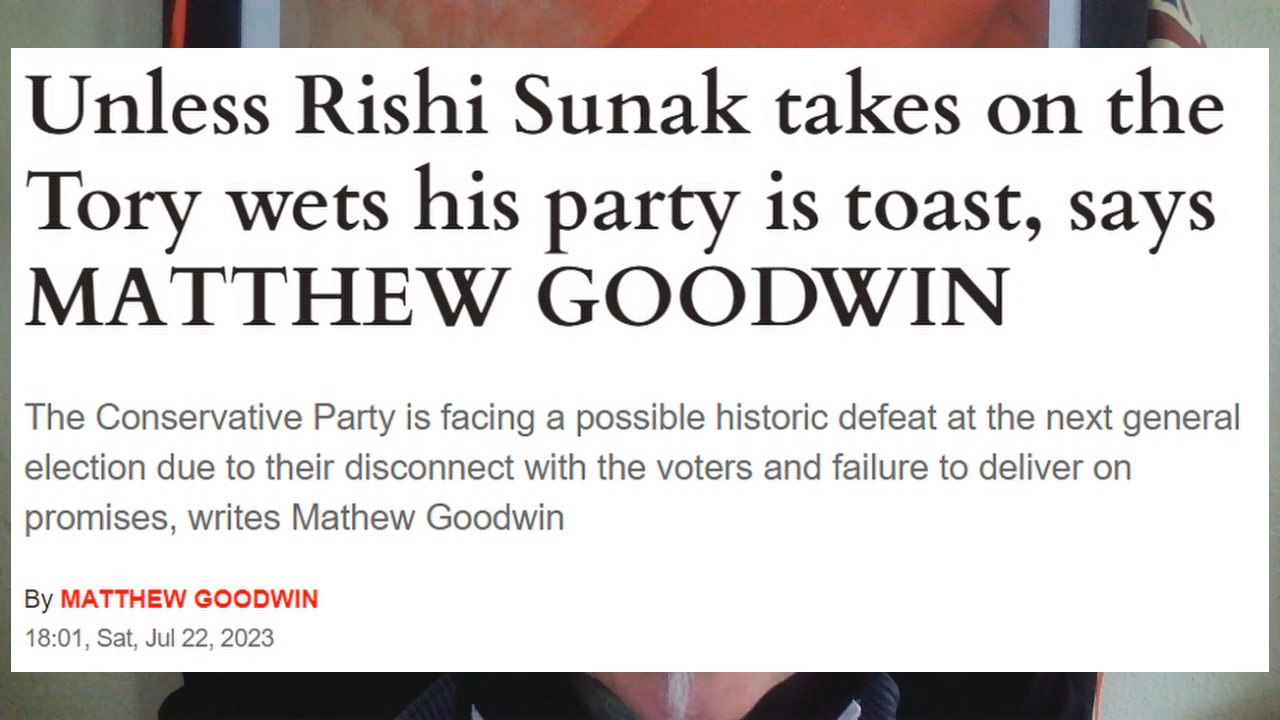 Unless Rishi Sunak takes on the
Tory wets his party is toast, says
MATTHEW GOODWIN
The Conservative Party is facing a possible historic defeat at the next general
election due to their disconnect with the voters and failure to deliver on
promises, writes Mathew Goodwin
By MATTHEW GOODWIN
18:01, Sat, Jul 22, 2023